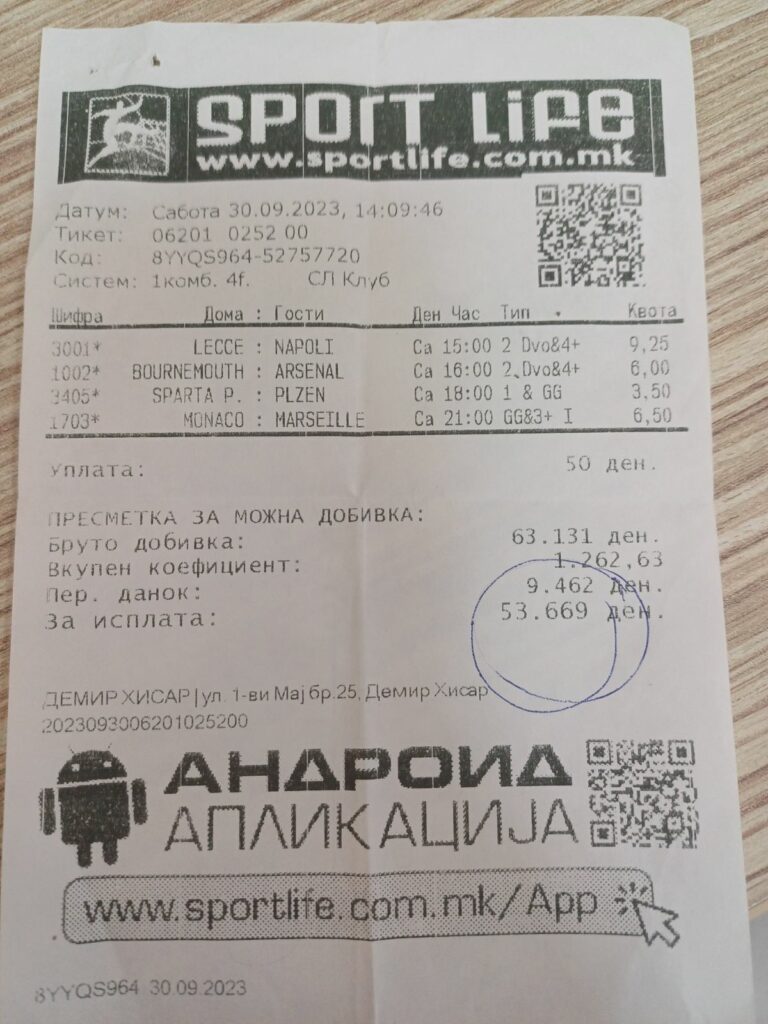 SPORT LiFe
www.sportlife.com.mk
Датум: Сабота 30.09.2023, 14:09:46
Тикет: 06201 0252 00
Код: 8YYQS964-52757720
Систем: 1комб. 4f. СЛ Клуб
Шифра Дома : Гости Ден Час Тип Квота
3001* LECCE : NAPOLI Са 15:00 2 Dvo&4+ 9,25
1002* BOURNEMOUTH : ARSENAL Са 16:00 2 Dvo&4+ 6,00
3405* SPARTA P. : PLZEN Са 18:00 1 & GG 3,50
1703* MONACO : MARSEILLE Са 21:00 GG&3+ I 6,50
Уплата: 50 ден.
ПРЕСМЕТКА ЗА МОЖНА ДОБИВКА:
Бруто добивка: 63.131 ден.
Вкупен коефициент: 1.262,63
Пер. данок: 9.462 ден.
За исплата: 53.669 ден.
ДЕМИР ХИСАР | ул. 1-ви Мај бр.25, Демир Хисар
2023093006201025200
АНДРОИД
АПЛИКАЦИЈА
www.sportlife.com.mk/App
8YYQS964 30.09.2023